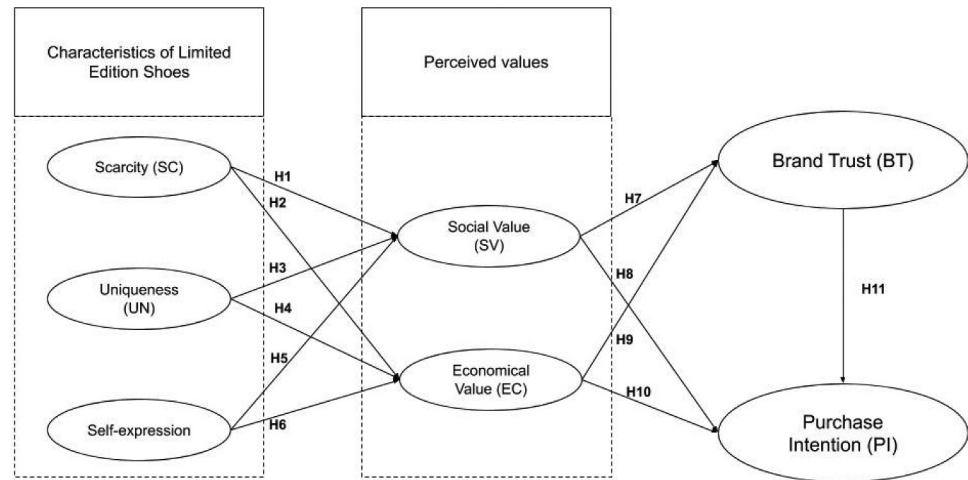 Characteristics of Limited
Edition Shoes
Perceived values
Scarcity (SC)
Brand Trust (BT)
H1
H2
H7
Social Value
(SV)
H3
H8
Uniqueness
(UN)
H4
H11
H9
H5
Economical
Value (EC)
H10
H6
Self-expression
Purchase
Intention (PI)